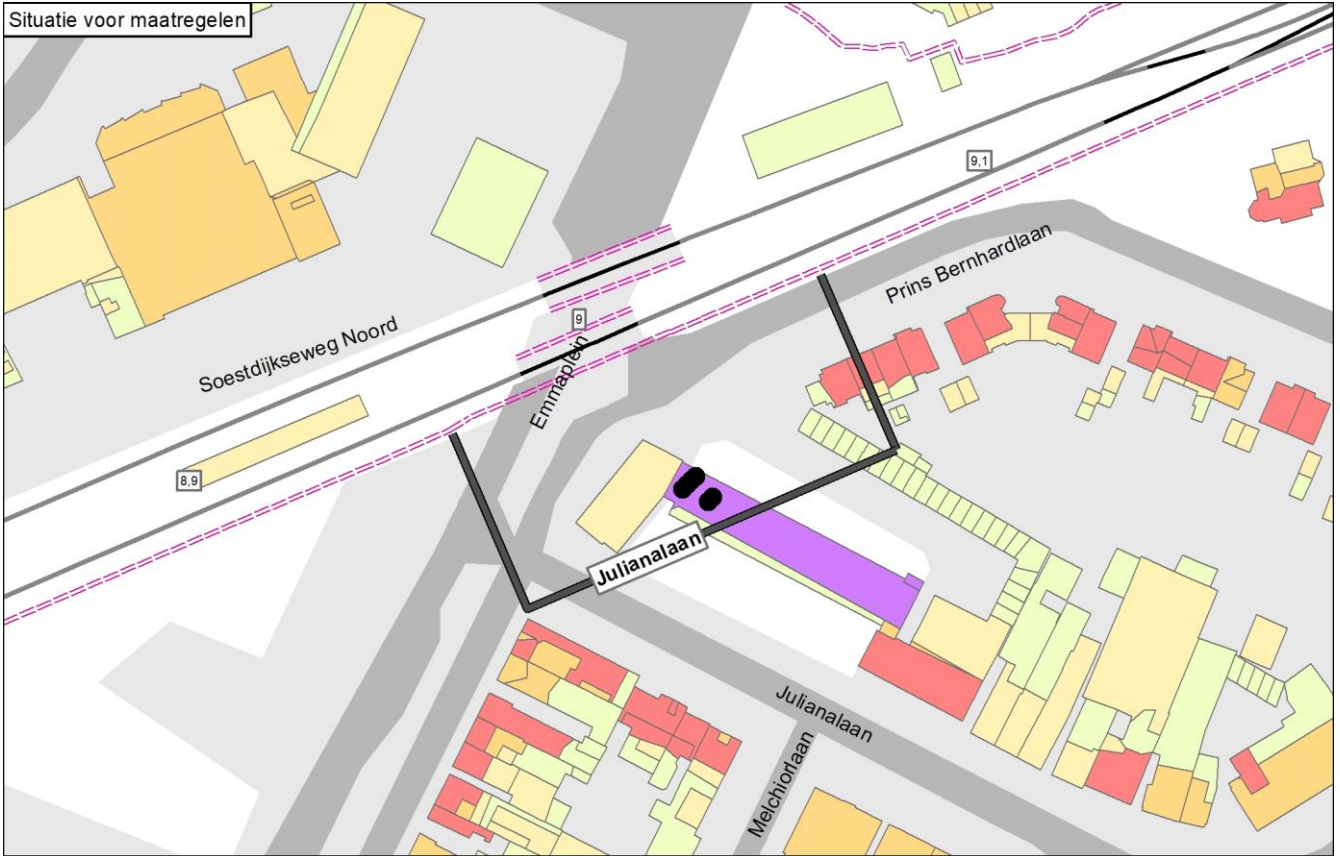 Situatie voor maatregelen
9,1
Prins Bernhardlaan
9
Soestdijkseweg Noord
Emmaplein
8,9
Julianalaan
Julianalaan
Melchiorlaan